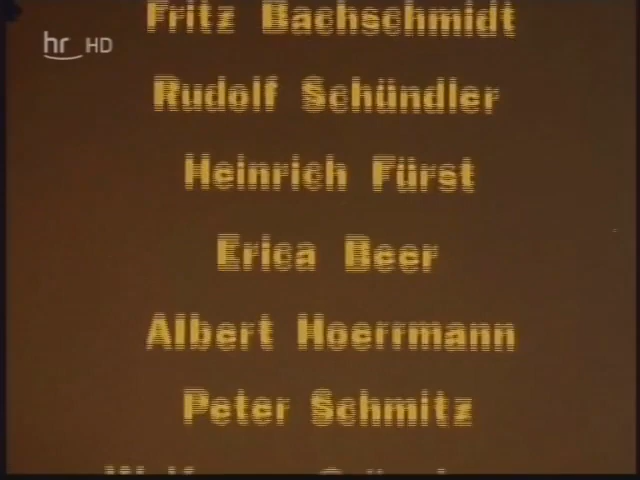 hr HD
Fritz Bachschmidt
Rudolf Schündler
Heinrich Fürst
Erica Beer
Albert Hoerrmann
Peter Schmitz